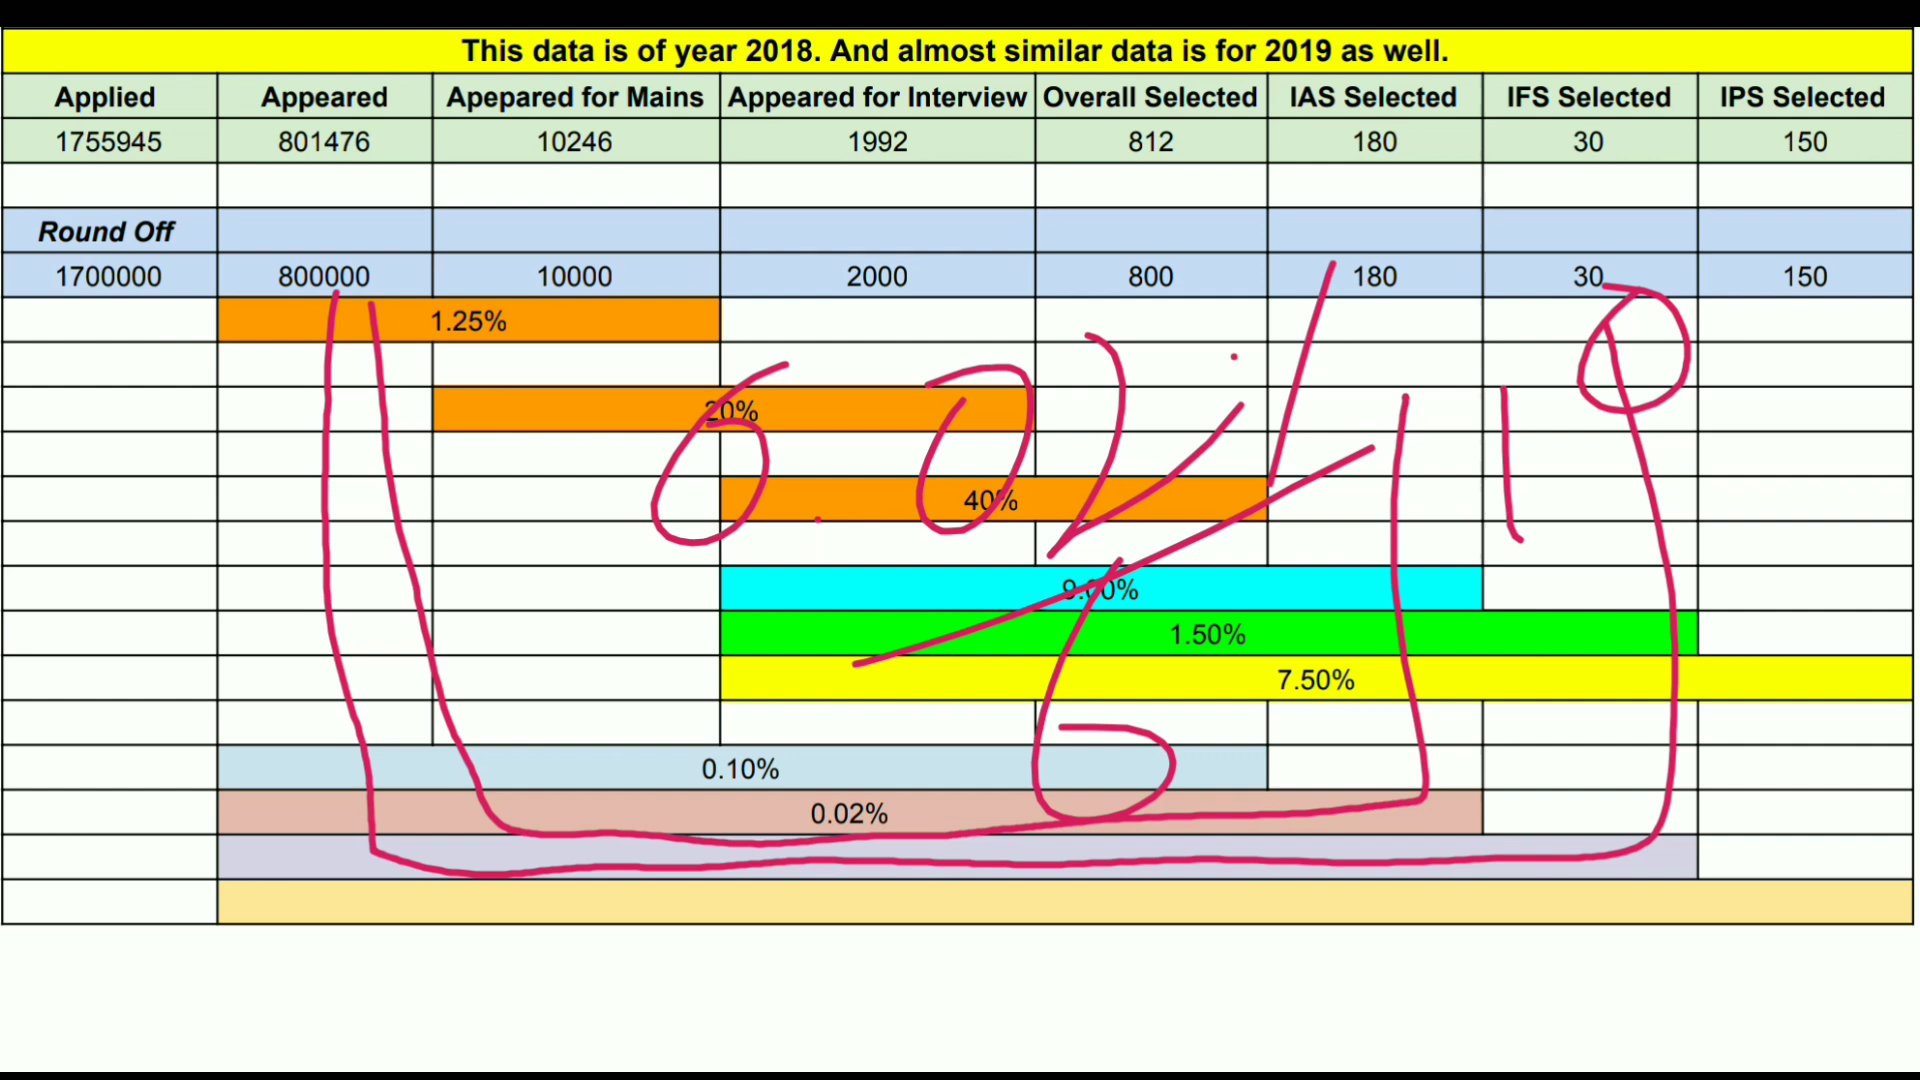 This data is of year 2018. And almost similar data is for 2019 as well.
Applied Appeared Apepared for Mains Appeared for Interview Overall Selected IAS Selected IFS Selected IPS Selected
1755945 801476 10246 1992 812 180 30 150
Round Off
1700000 800000 10000 2000 800 180 30 150
1.25%
20%
40%
9.00%
1.50%
7.50%
0.10%
0.02%